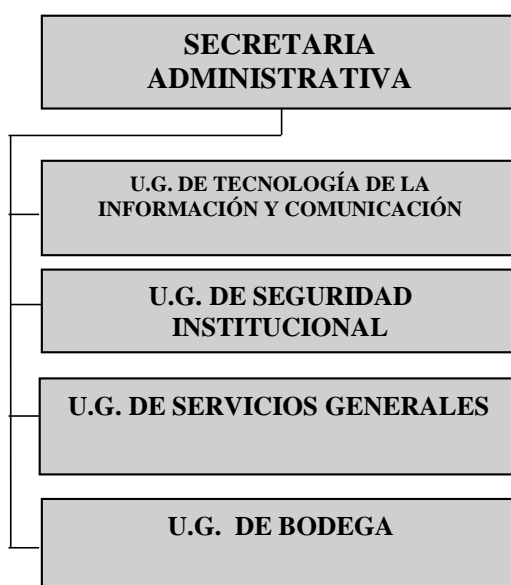 SECRETARIA
ADMINISTRATIVA
U.G. DE TECNOLOGÍA DE LA
INFORMACIÓN Y COMUNICACIÓN
U.G. DE SEGURIDAD
INSTITUCIONAL
U.G. DE SERVICIOS GENERALES
U.G. DE BODEGA